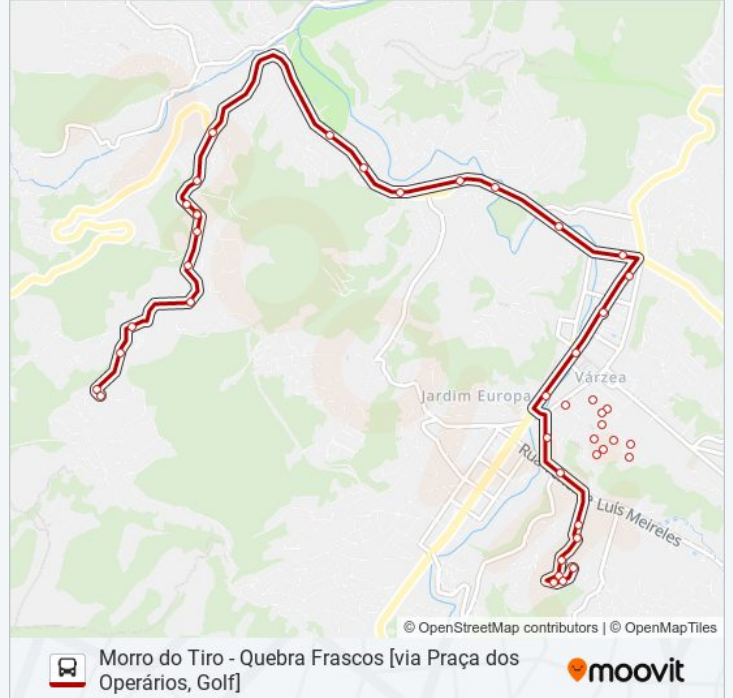 Várzea
Jardim Europa
Luís Meireles
© OpenStreetMap contributors | © OpenMapTiles
Morro do Tiro - Quebra Frascos [via Praça dos
Operários, Golf]
moovit